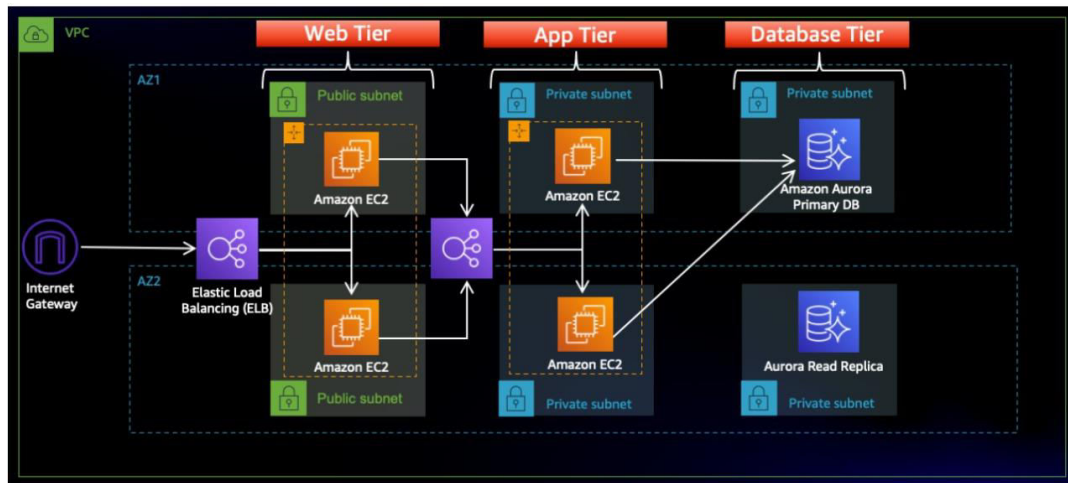 VPC
Web Tier
App Tier
Database Tier
AZ1
Public subnet
Private subnet
Private subnet
Amazon EC2
Amazon EC2
Amazon Aurora
Primary DB
Internet
Gateway
Elastic Load
Balancing (ELB)
AZ2
Amazon EC2
Amazon EC2
Aurora Read Replica
Public subnet
Private subnet
Private subnet